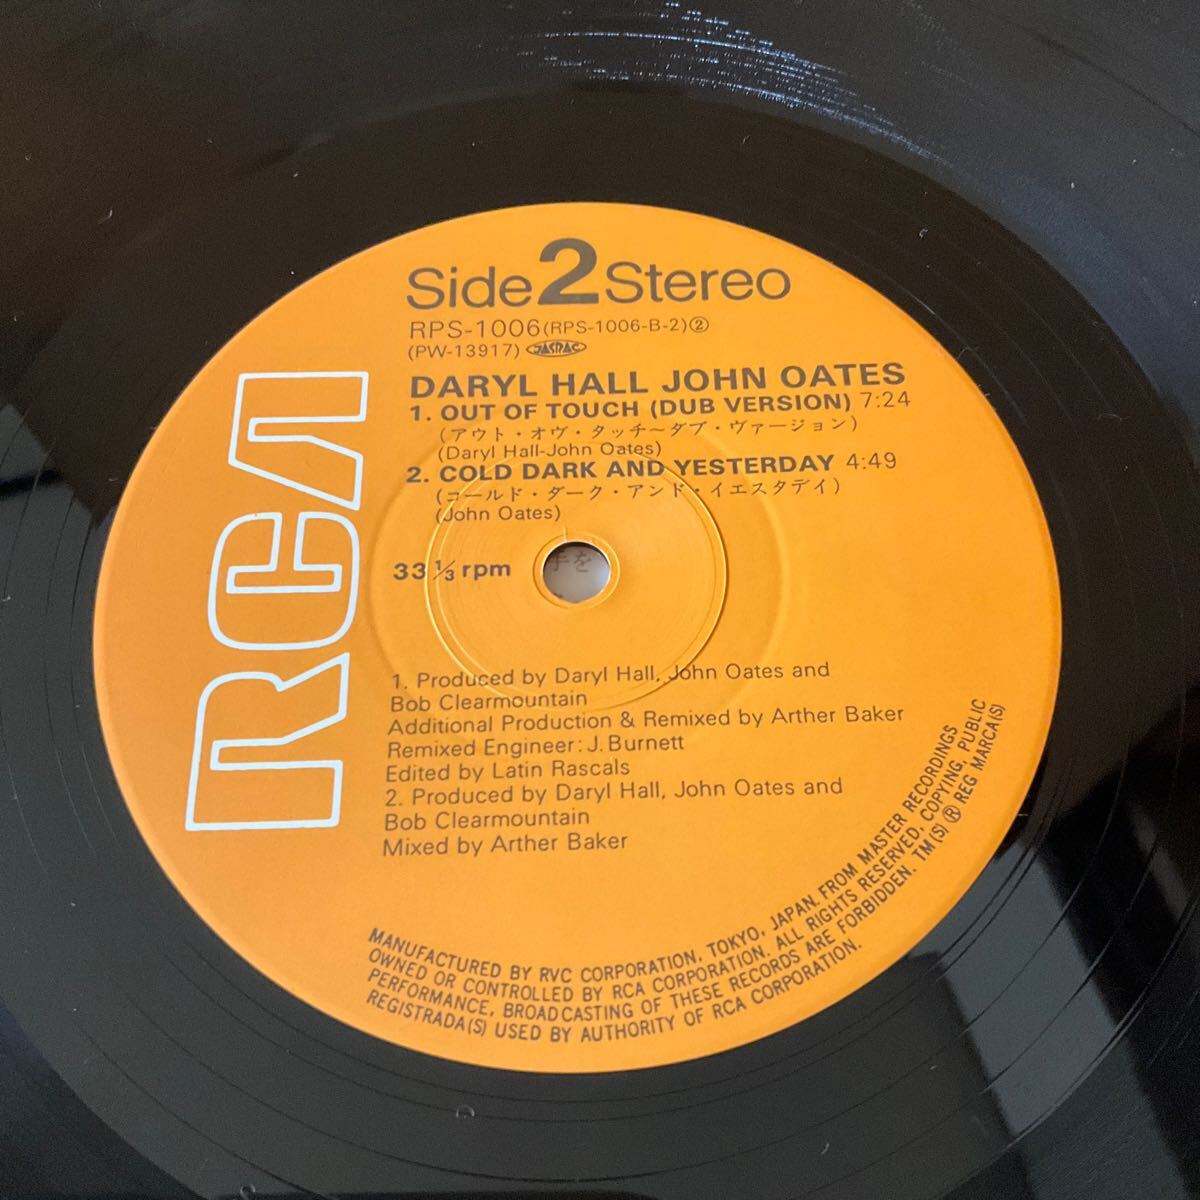 Side 2 Stereo
RPS-1006(RPS-1006-B-2)②
(PW-13917) JASRAC
DARYL HALL JOHN OATES
1. OUT OF TOUCH (DUB VERSION) 7:24
(アウト・オヴ・タッチ〜ダブ・ヴァージョン)
(Daryl Hall-John Oates)
2. COLD DARK AND YESTERDAY 4:49
(コールド・ダーク・アンド・イエスタデイ)
(John Oates)
RCA
33 1/3 rpm
手を
1. Produced by Daryl Hall, John Oates and
Bob Clearmountain
Additional Production & Remixed by Arther Baker
Remixed Engineer: J. Burnett
Edited by Latin Rascals
2. Produced by Daryl Hall, John Oates and
Bob Clearmountain
Mixed by Arther Baker
MANUFACTURED BY RVC CORPORATION, TOKYO, JAPAN. FROM MASTER RECORDINGS
OWNED OR CONTROLLED BY RCA CORPORATION. ALL RIGHTS RESERVED, COPYING, PUBLIC
PERFORMANCE, BROADCASTING OF THESE RECORDS ARE FORBIDDEN. TM(S) ® REG MARCA(S)
REGISTRADA(S) USED BY AUTHORITY OF RCA CORPORATION.